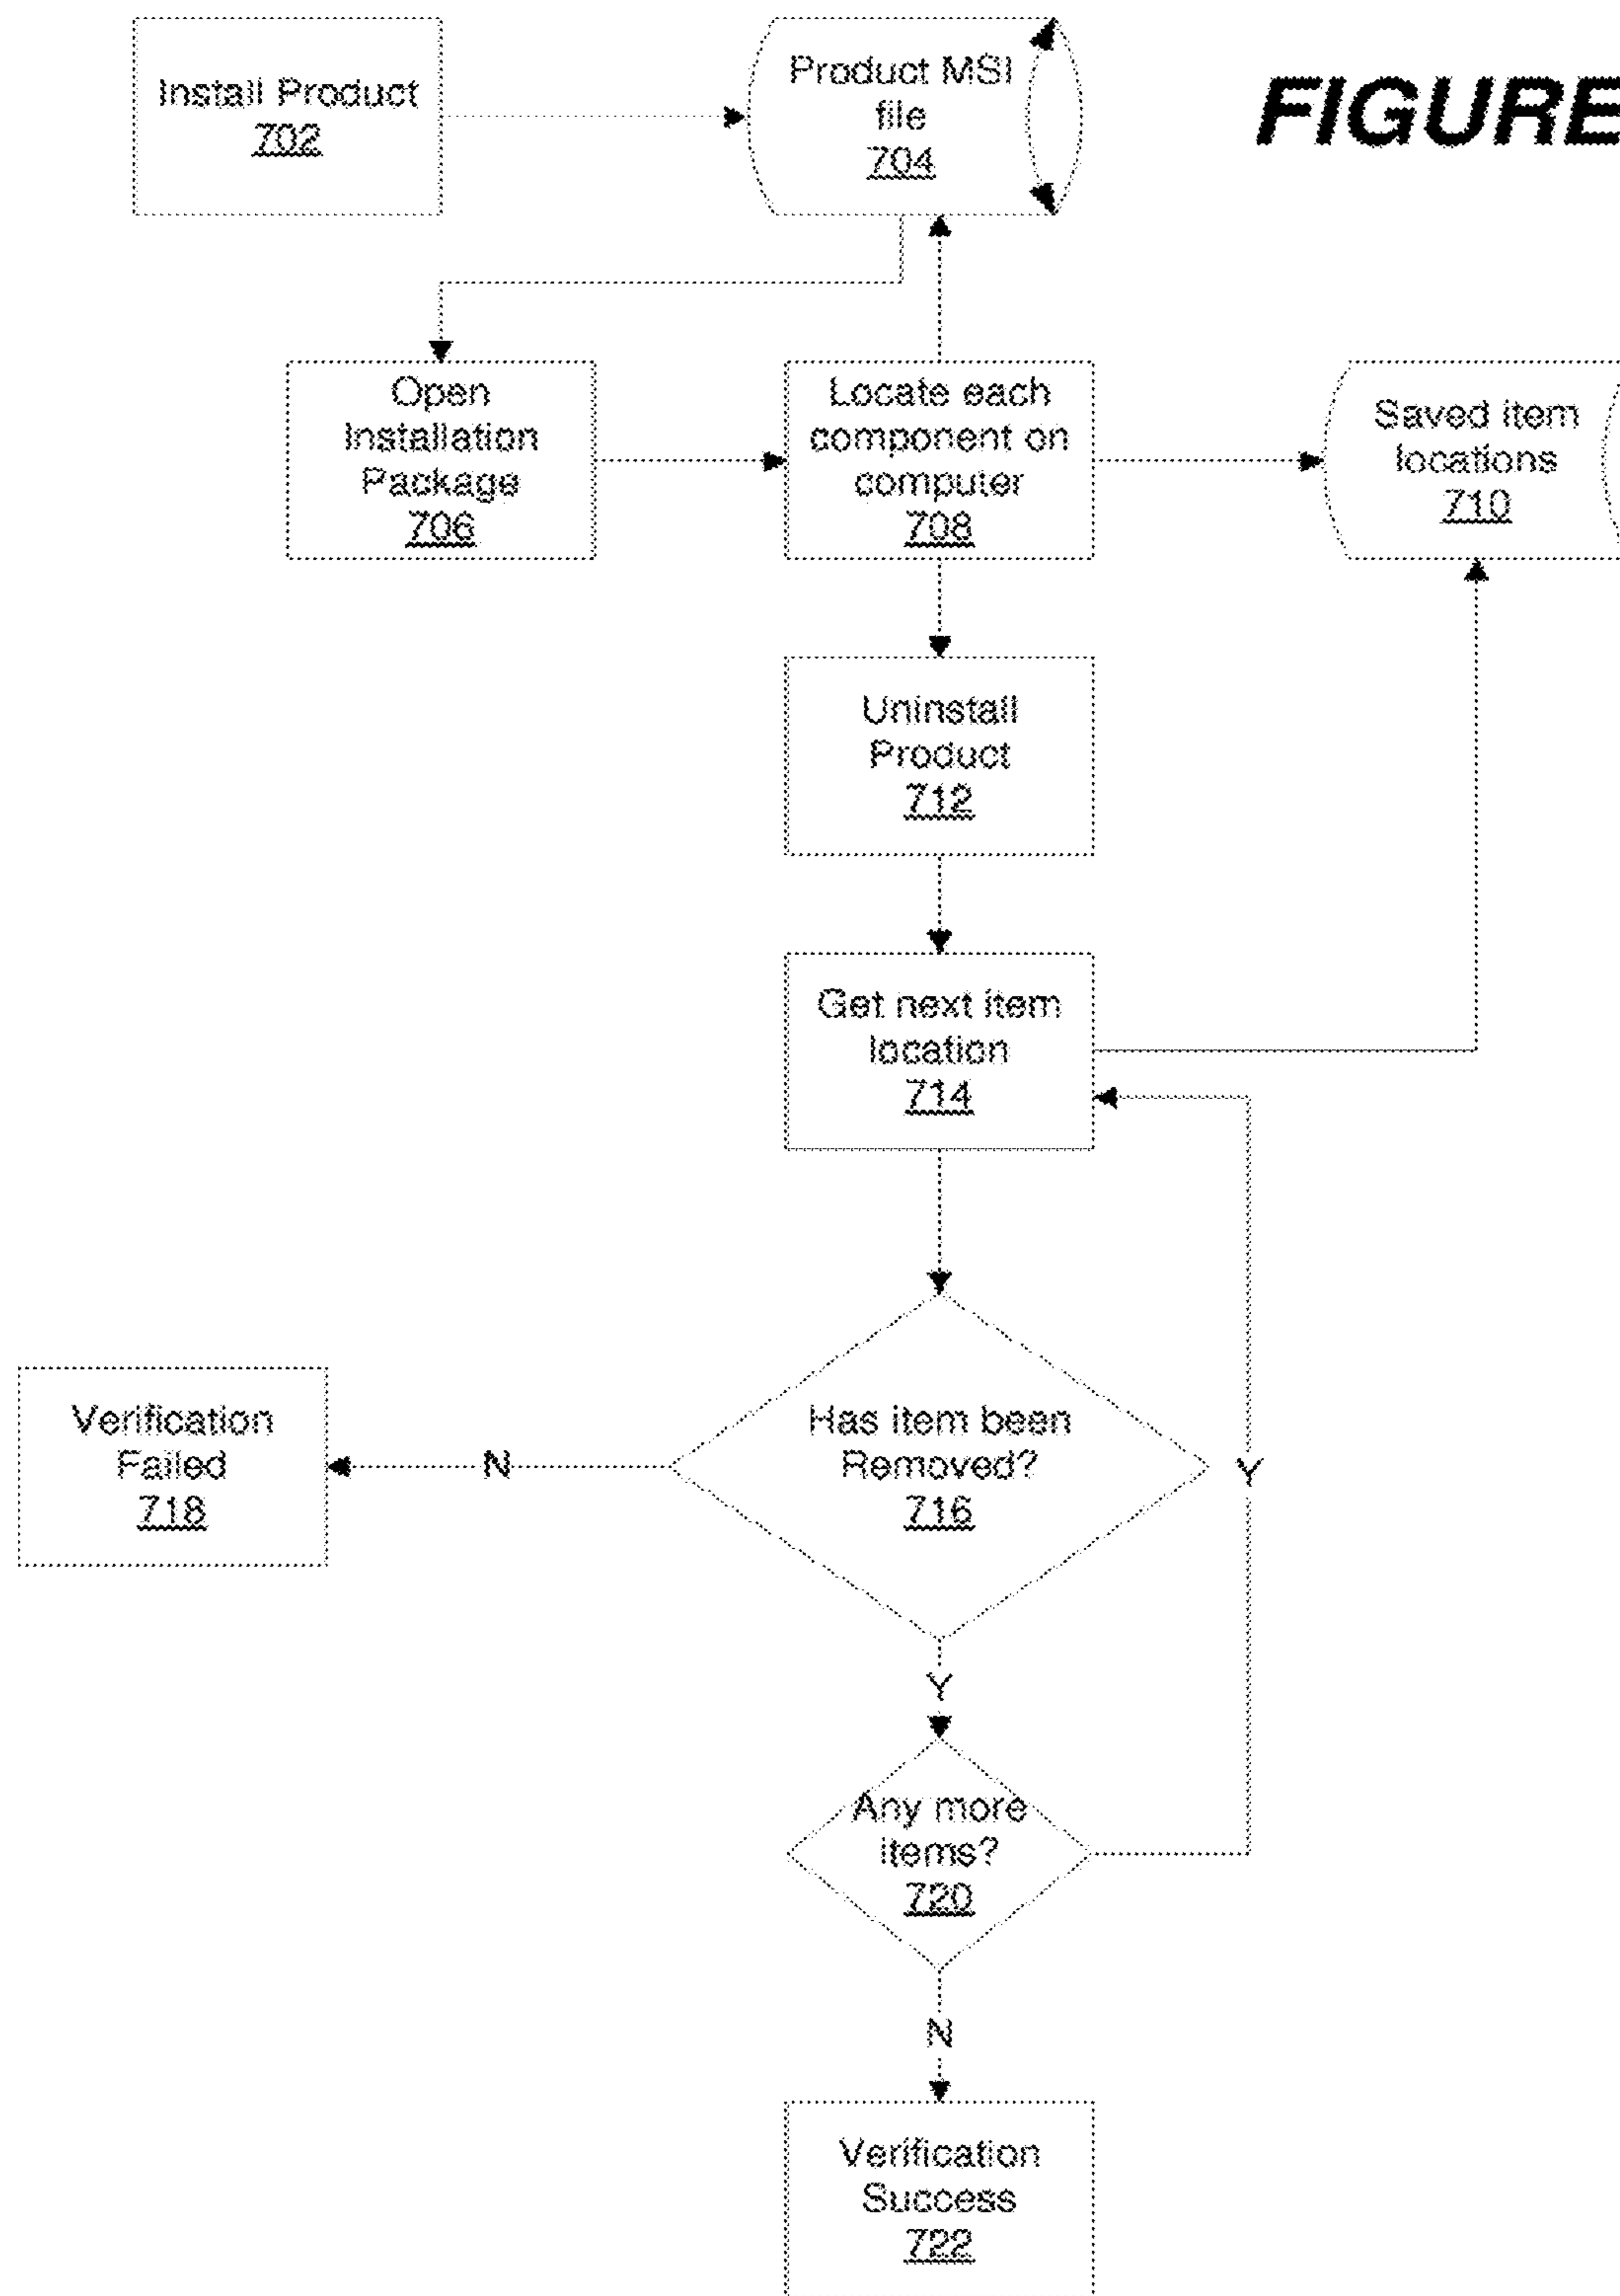 Install Product
702
Product MSI
file
704
FIGURE
Open
Installation
Package
706
Locate each
component on
computer
708
Saved item
locations
710
Uninstall
Product
712
Get next item
location
714
Has item been
Removed?
716
Verification
Failed
718
N
Y
Y
Any more
items?
720
N
Verification
Success
722